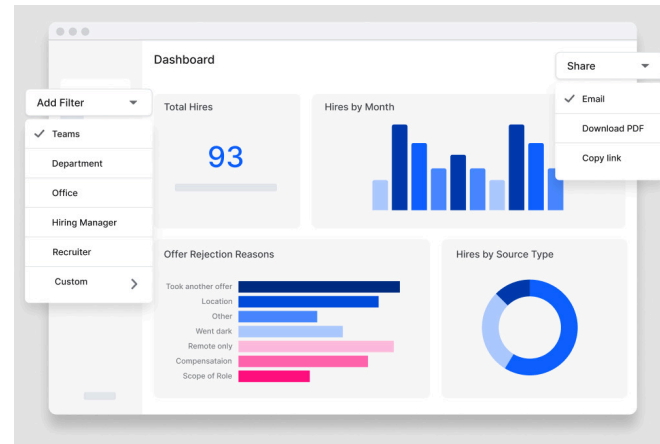 Dashboard
Share
Email
Download PDF
Copy link
Add Filter
Teams
Department
Office
Hiring Manager
Recruiter
Custom
Total Hires
93
Hires by Month
Offer Rejection Reasons
Took another offer
Location
Other
Went dark
Remote only
Compensataion
Scope of Role
Hires by Source Type